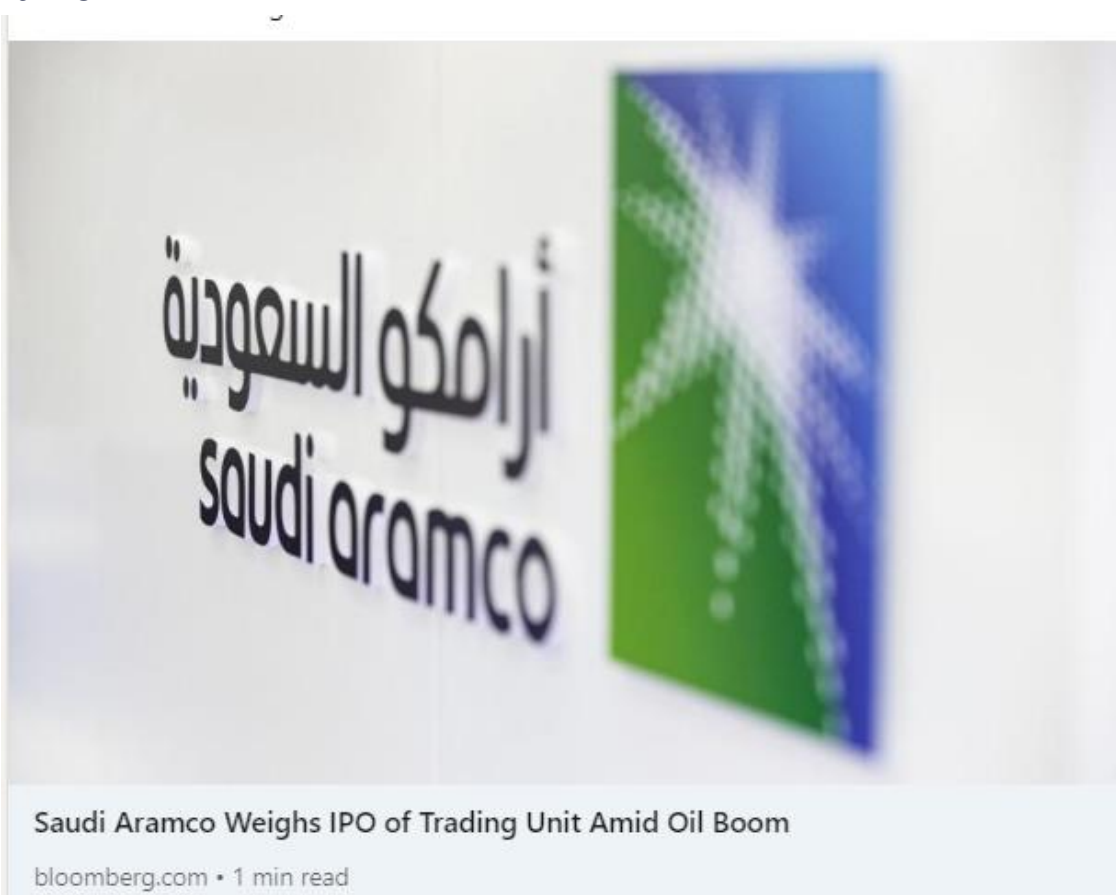 أرامكو السعودية
saudi aramco
Saudi Aramco Weighs IPO of Trading Unit Amid Oil Boom
bloomberg.com • 1 min read